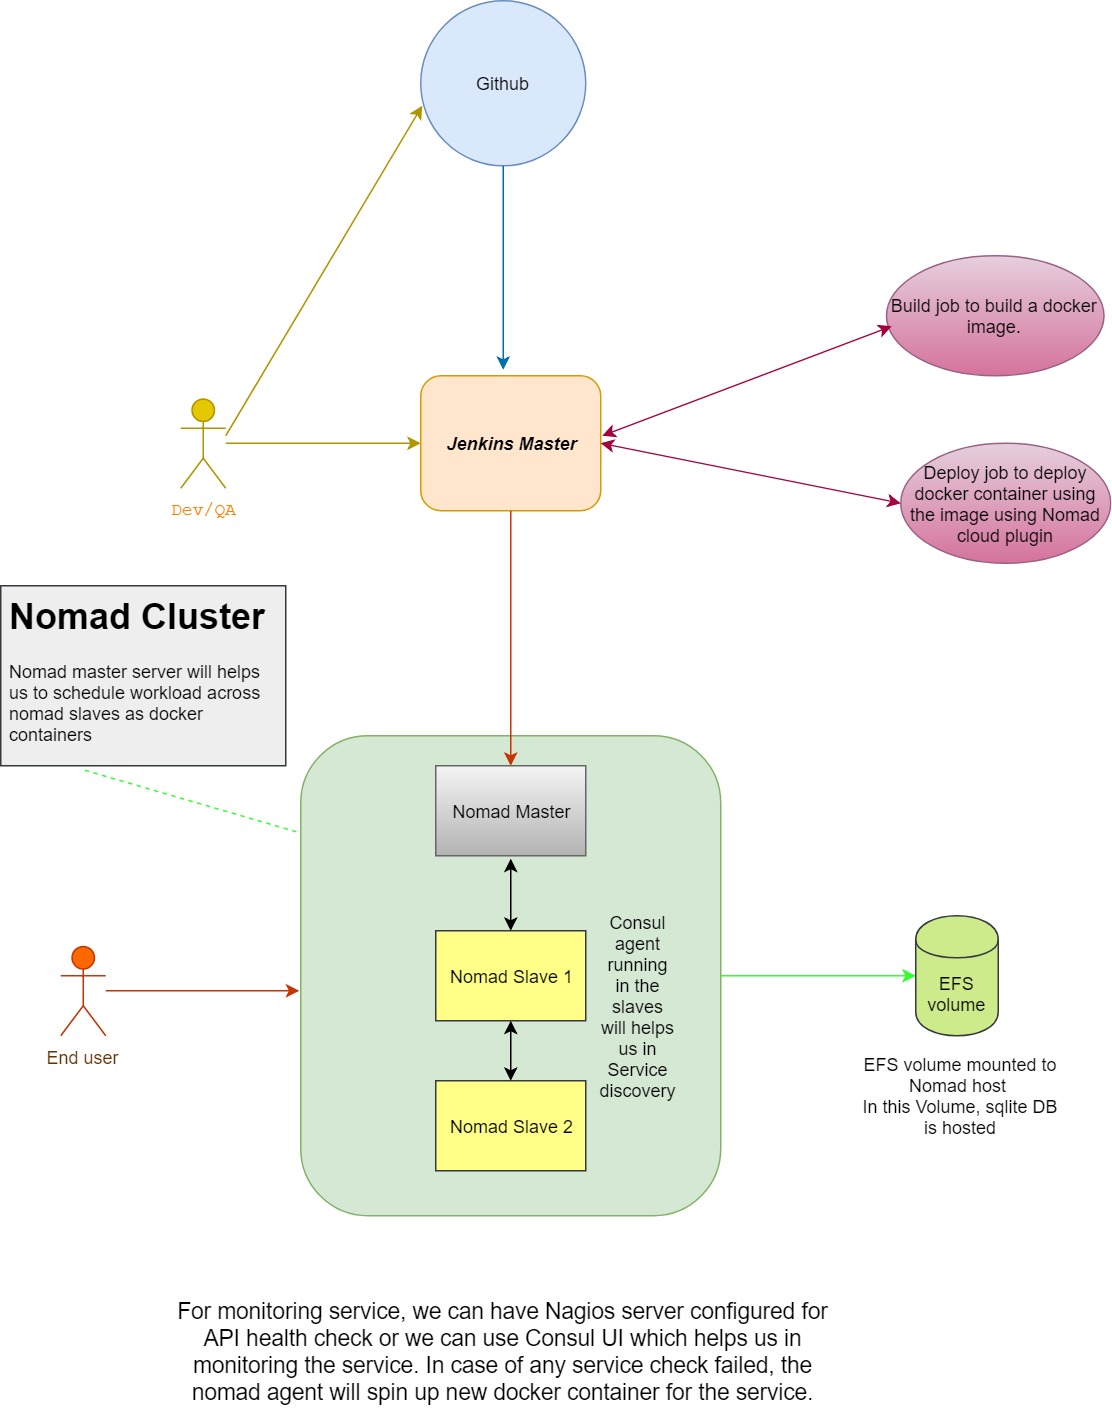 Github
Build job to build a docker
image.
Jenkins Master
Dev/QA
Deploy job to deploy
docker container using
the image using Nomad
cloud plugin
Nomad Cluster
Nomad master server will helps
us to schedule workload across
nomad slaves as docker
containers
Nomad Master
Nomad Slave 1
Nomad Slave 2
Consul
agent
running
in the
slaves
will helps
us in
Service
discovery
End user
EFS
volume
EFS volume mounted to
Nomad host
In this Volume, sqlite DB
is hosted
For monitoring service, we can have Nagios server configured for
API health check or we can use Consul UI which helps us in
monitoring the service. In case of any service check failed, the
nomad agent will spin up new docker container for the service.